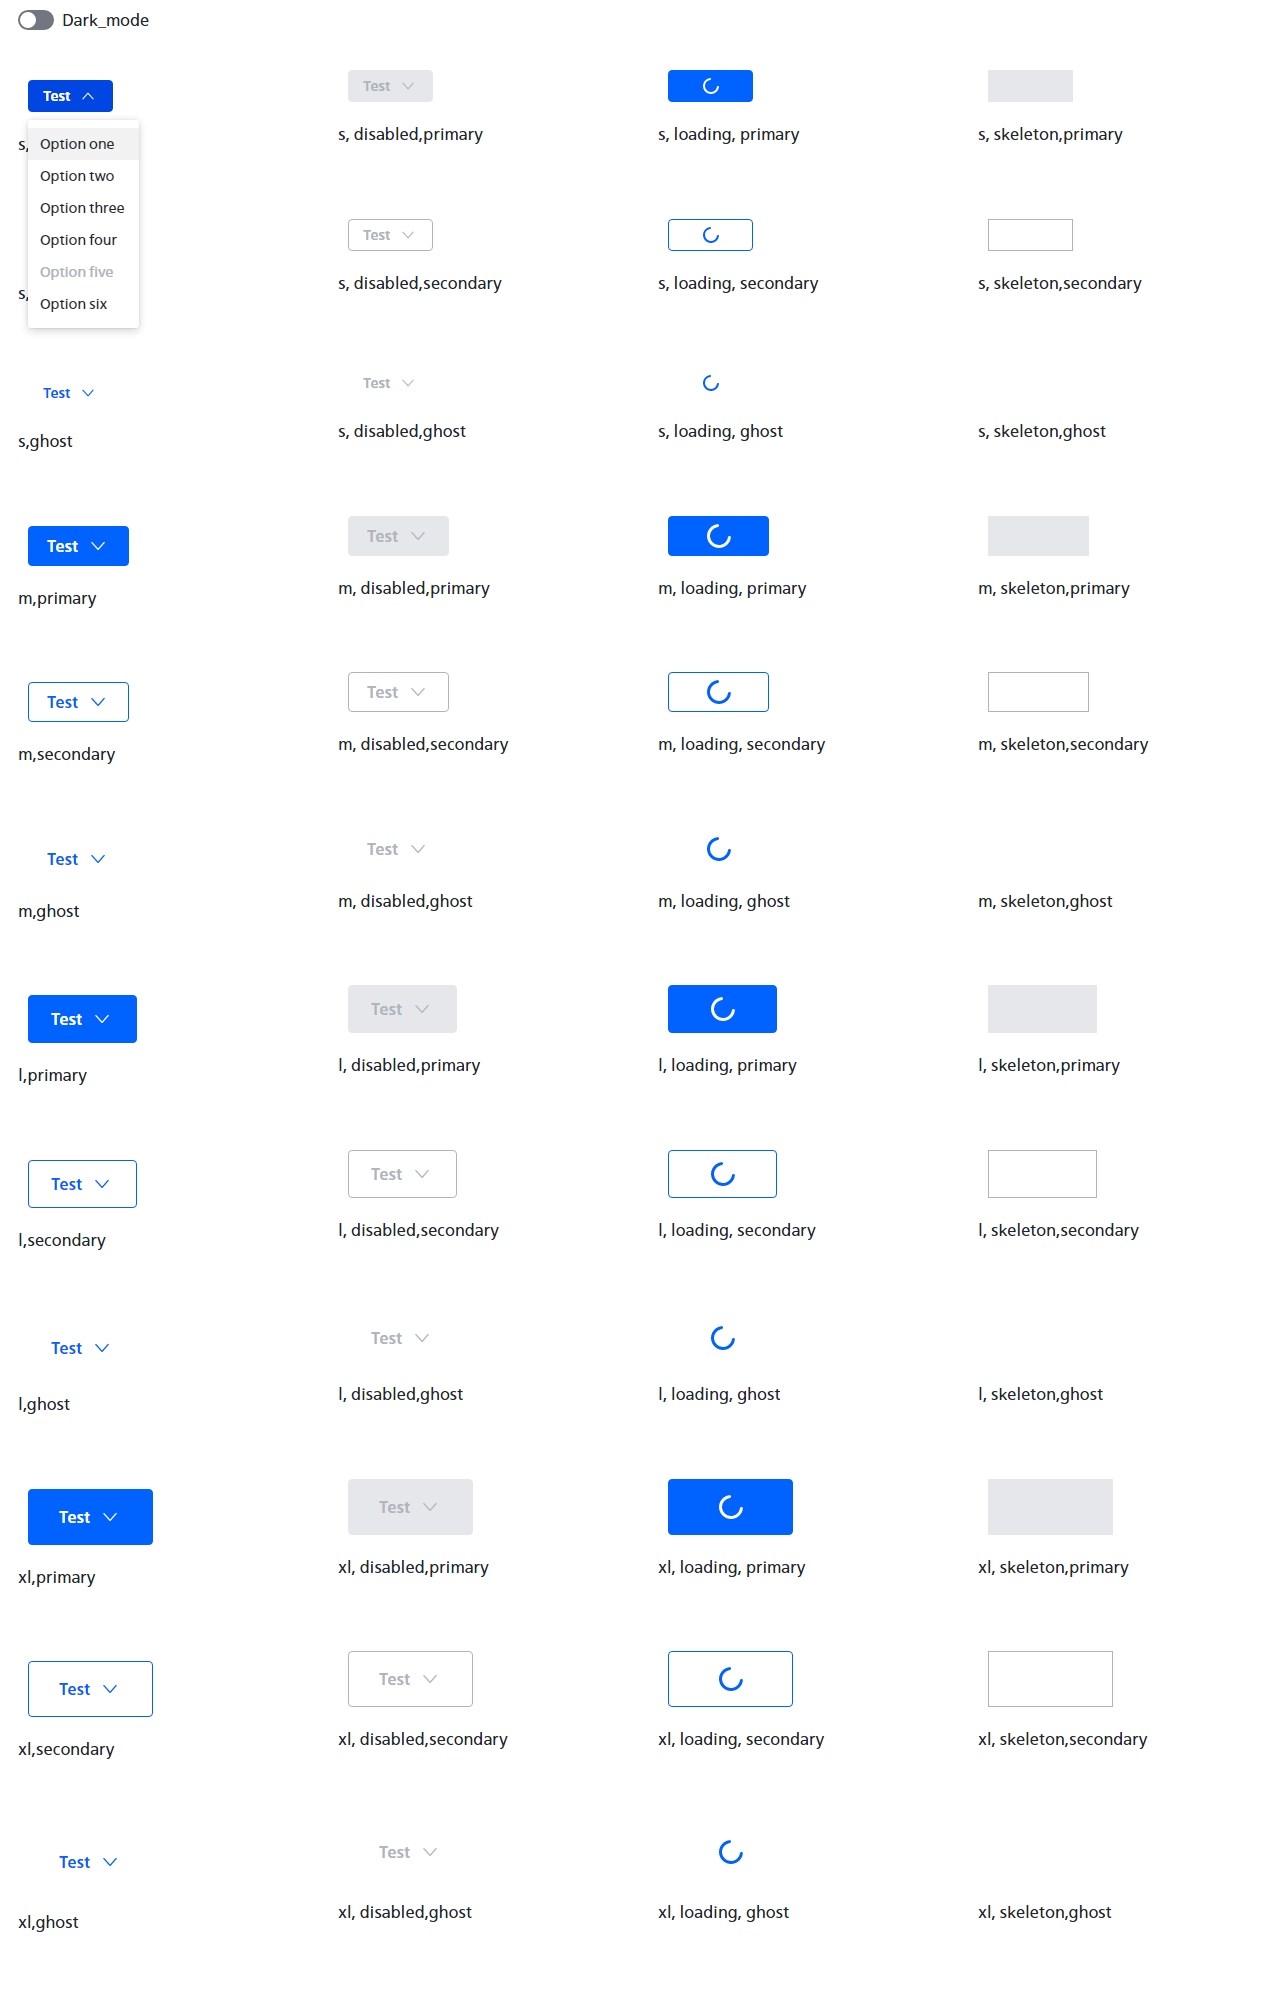 Dark_mode
Test
Test
s,
s, disabled,primary
s, loading, primary
s, skeleton,primary
Option one
Option two
Option three
Option four
Option five
Option six
Test
s,
s, disabled,secondary
s, loading, secondary
s, skeleton,secondary
Test
Test
s,ghost
s, disabled,ghost
s, loading, ghost
s, skeleton,ghost
Test
Test
m,primary
m, disabled,primary
m, loading, primary
m, skeleton,primary
Test
Test
m,secondary
m, disabled,secondary
m, loading, secondary
m, skeleton,secondary
Test
Test
m,ghost
m, disabled,ghost
m, loading, ghost
m, skeleton,ghost
Test
Test
l,primary
l, disabled,primary
l, loading, primary
l, skeleton,primary
Test
Test
l,secondary
l, disabled,secondary
l, loading, secondary
l, skeleton,secondary
Test
Test
l,ghost
l, disabled,ghost
l, loading, ghost
l, skeleton,ghost
Test
Test
xl,primary
xl, disabled,primary
xl, loading, primary
xl, skeleton,primary
Test
Test
xl,secondary
xl, disabled,secondary
xl, loading, secondary
xl, skeleton,secondary
Test
Test
xl,ghost
xl, disabled,ghost
xl, loading, ghost
xl, skeleton,ghost